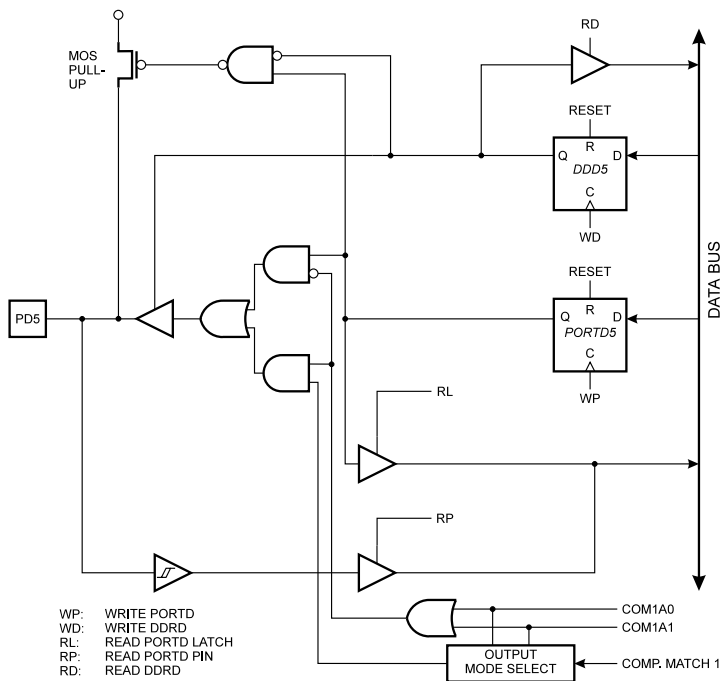 RD
MOS
PULL-
UP
RESET
R
Q
D
DDD5
C
WD
RESET
R
Q
D
PORTD5
C
WP
DATA BUS
PD5
RL
RP
WP: WRITE PORTD
WD: WRITE DDRD
RL: READ PORTD LATCH
RP: READ PORTD PIN
RD: READ DDRD
COM1A0
COM1A1
OUTPUT
MODE SELECT
COMP. MATCH 1